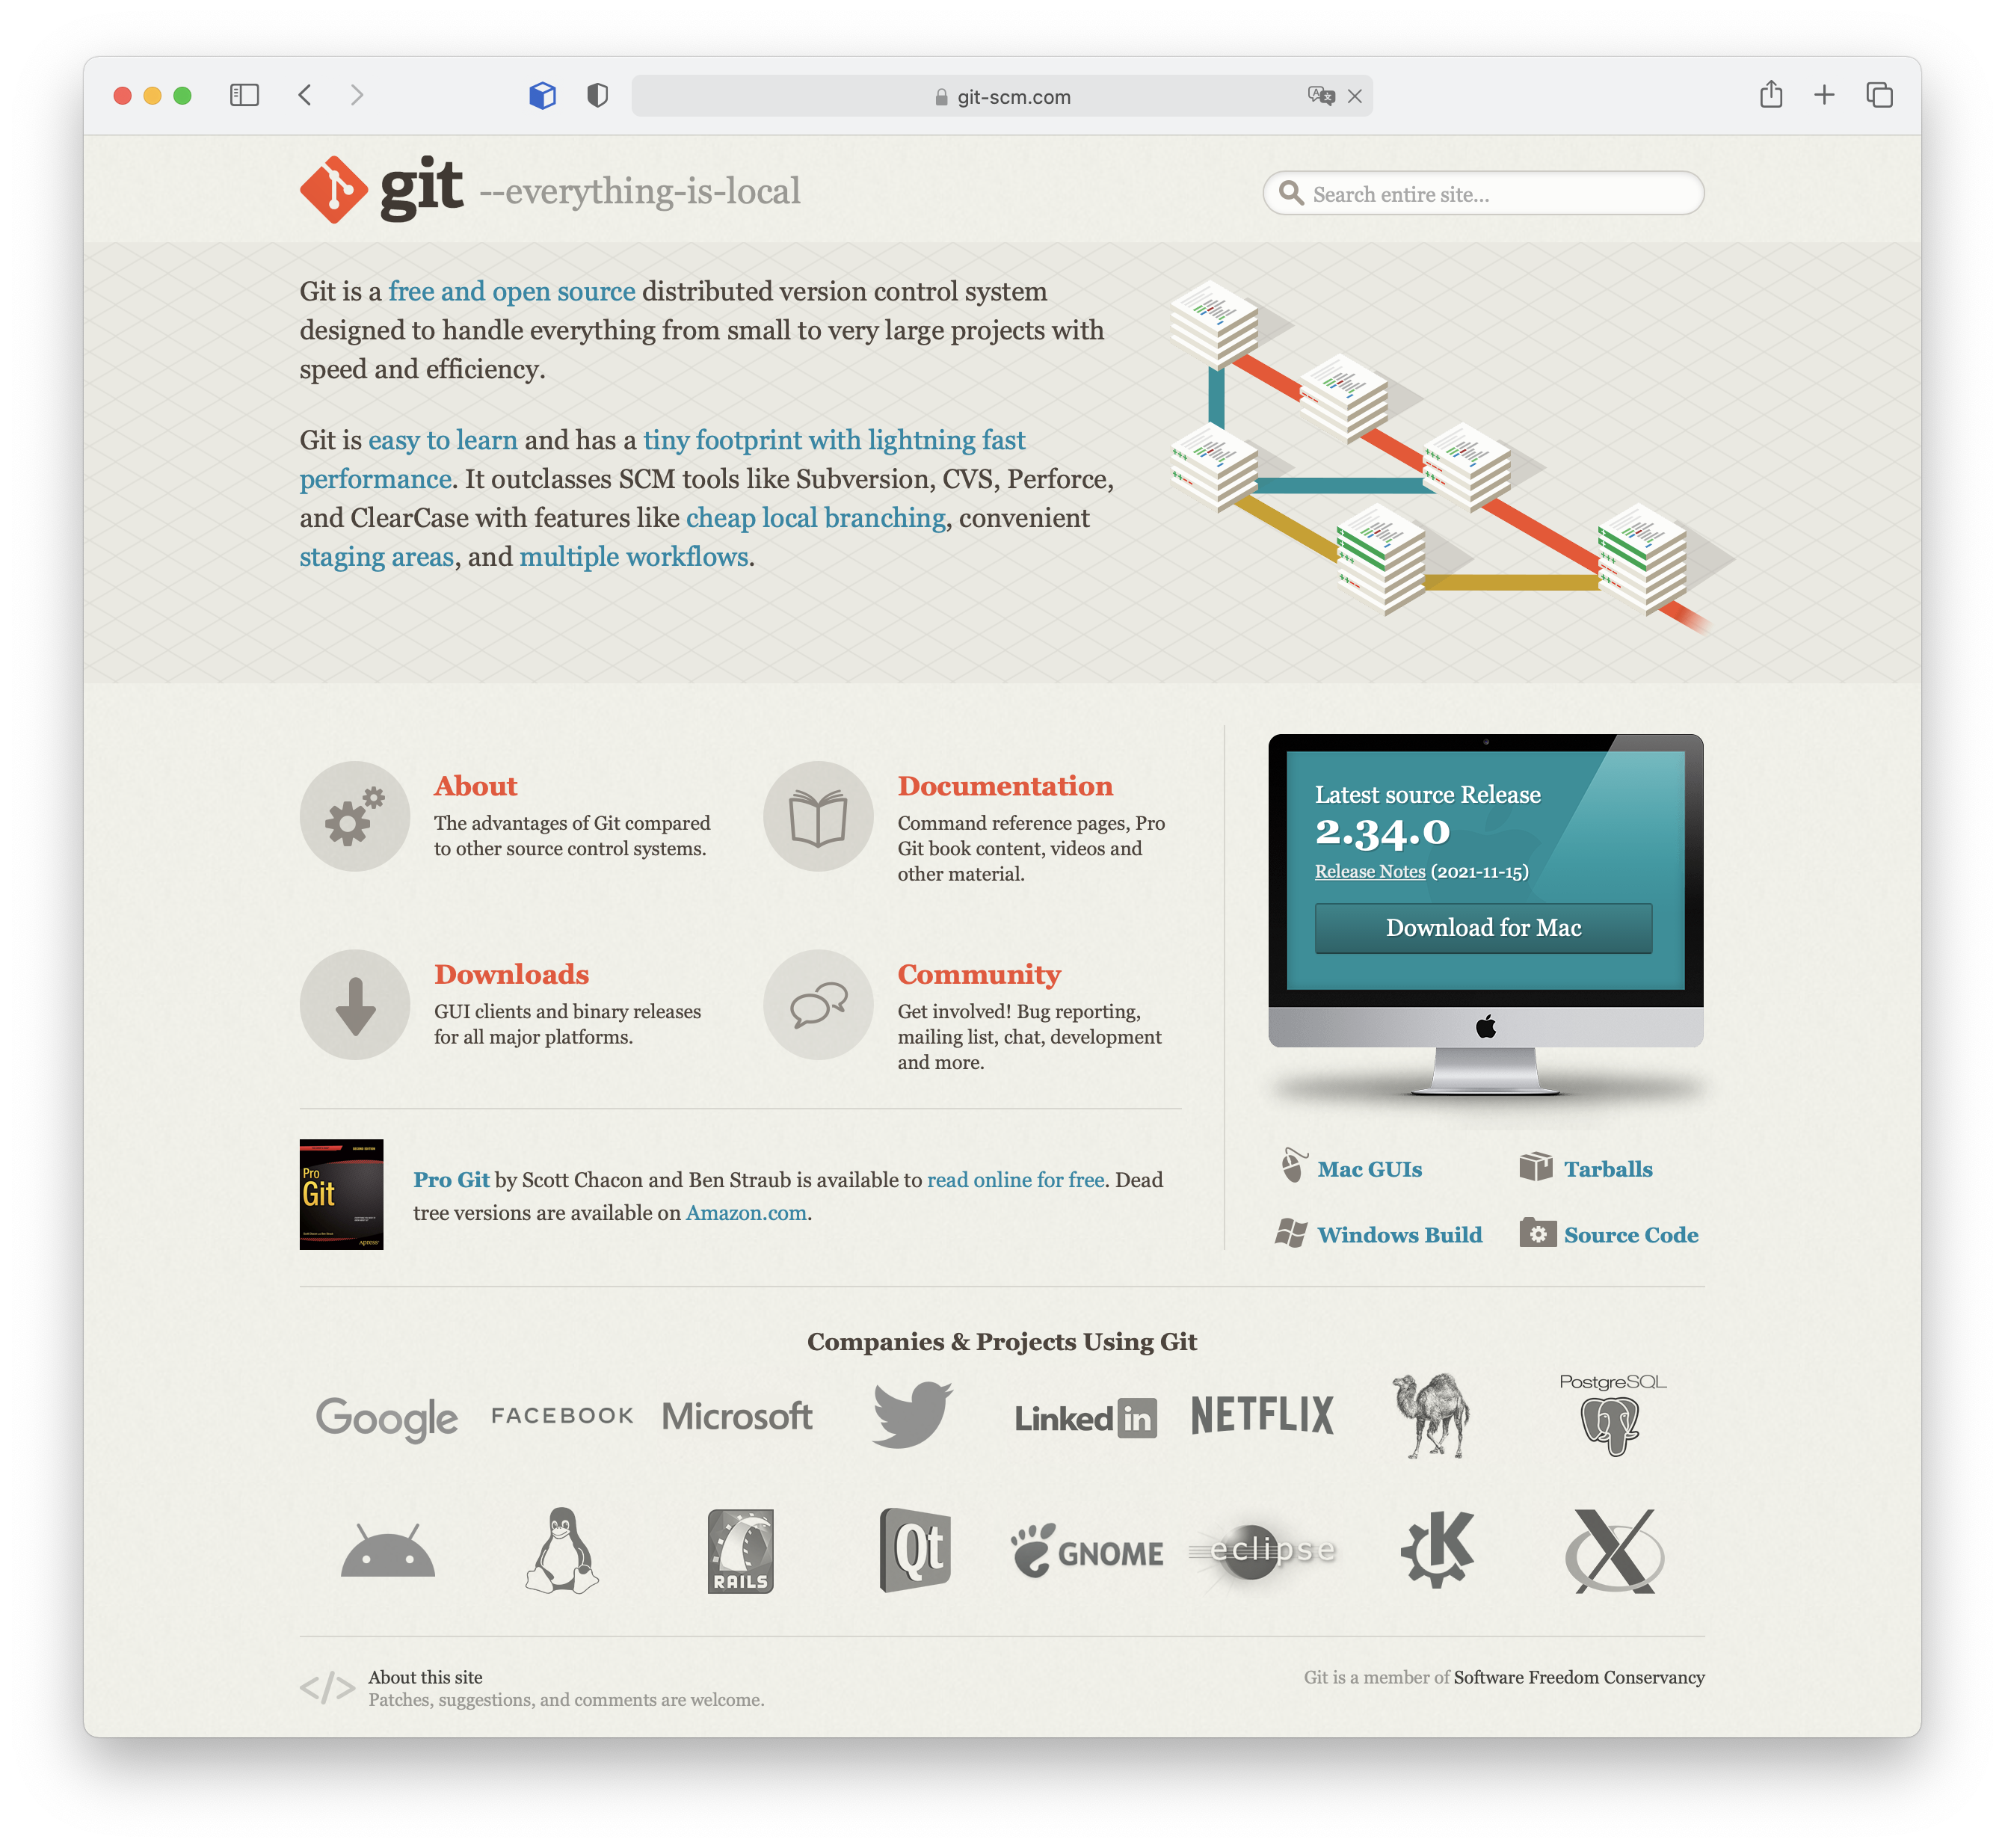 git-scm.com
git --everything-is-local
Search entire site...
Git is a free and open source distributed version control system
designed to handle everything from small to very large projects with
speed and efficiency.
Git is easy to learn and has a tiny footprint with lightning fast
performance. It outclasses SCM tools like Subversion, CVS, Perforce,
and ClearCase with features like cheap local branching, convenient
staging areas, and multiple workflows.
About
The advantages of Git compared
to other source control systems.
Documentation
Command reference pages, Pro
Git book content, videos and
other material.
Downloads
GUI clients and binary releases
for all major platforms.
Community
Get involved! Bug reporting,
mailing list, chat, development
and more.
Latest source Release
2.34.0
Release Notes (2021-11-15)
Download for Mac
Pro
Git
Apress
Pro Git by Scott Chacon and Ben Straub is available to read online for free. Dead
tree versions are available on Amazon.com.
Mac GUIs
Tarballs
Windows Build
Source Code
Companies & Projects Using Git
Google
FACEBOOK
Microsoft
Linked in
NETFLIX
PostgreSQL
RAILS
Qt
GNOME
eclipse
K
X
About this site
Patches, suggestions, and comments are welcome.
Git is a member of Software Freedom Conservancy